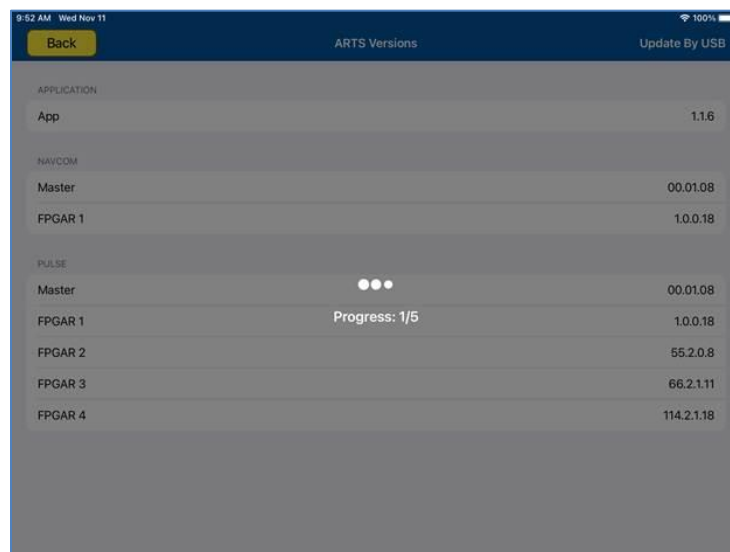 9:52 AM Wed Nov 11 100%
Back ARTS Versions Update By USB
APPLICATION
App 1.1.6
NAVCOM
Master 00.01.08
FPGAR 1 1.0.0.18
PULSE
Master 00.01.08
FPGAR 1 1.0.0.18
Progress: 1/5
FPGAR 2 55.2.0.8
FPGAR 3 66.2.1.11
FPGAR 4 114.2.1.18